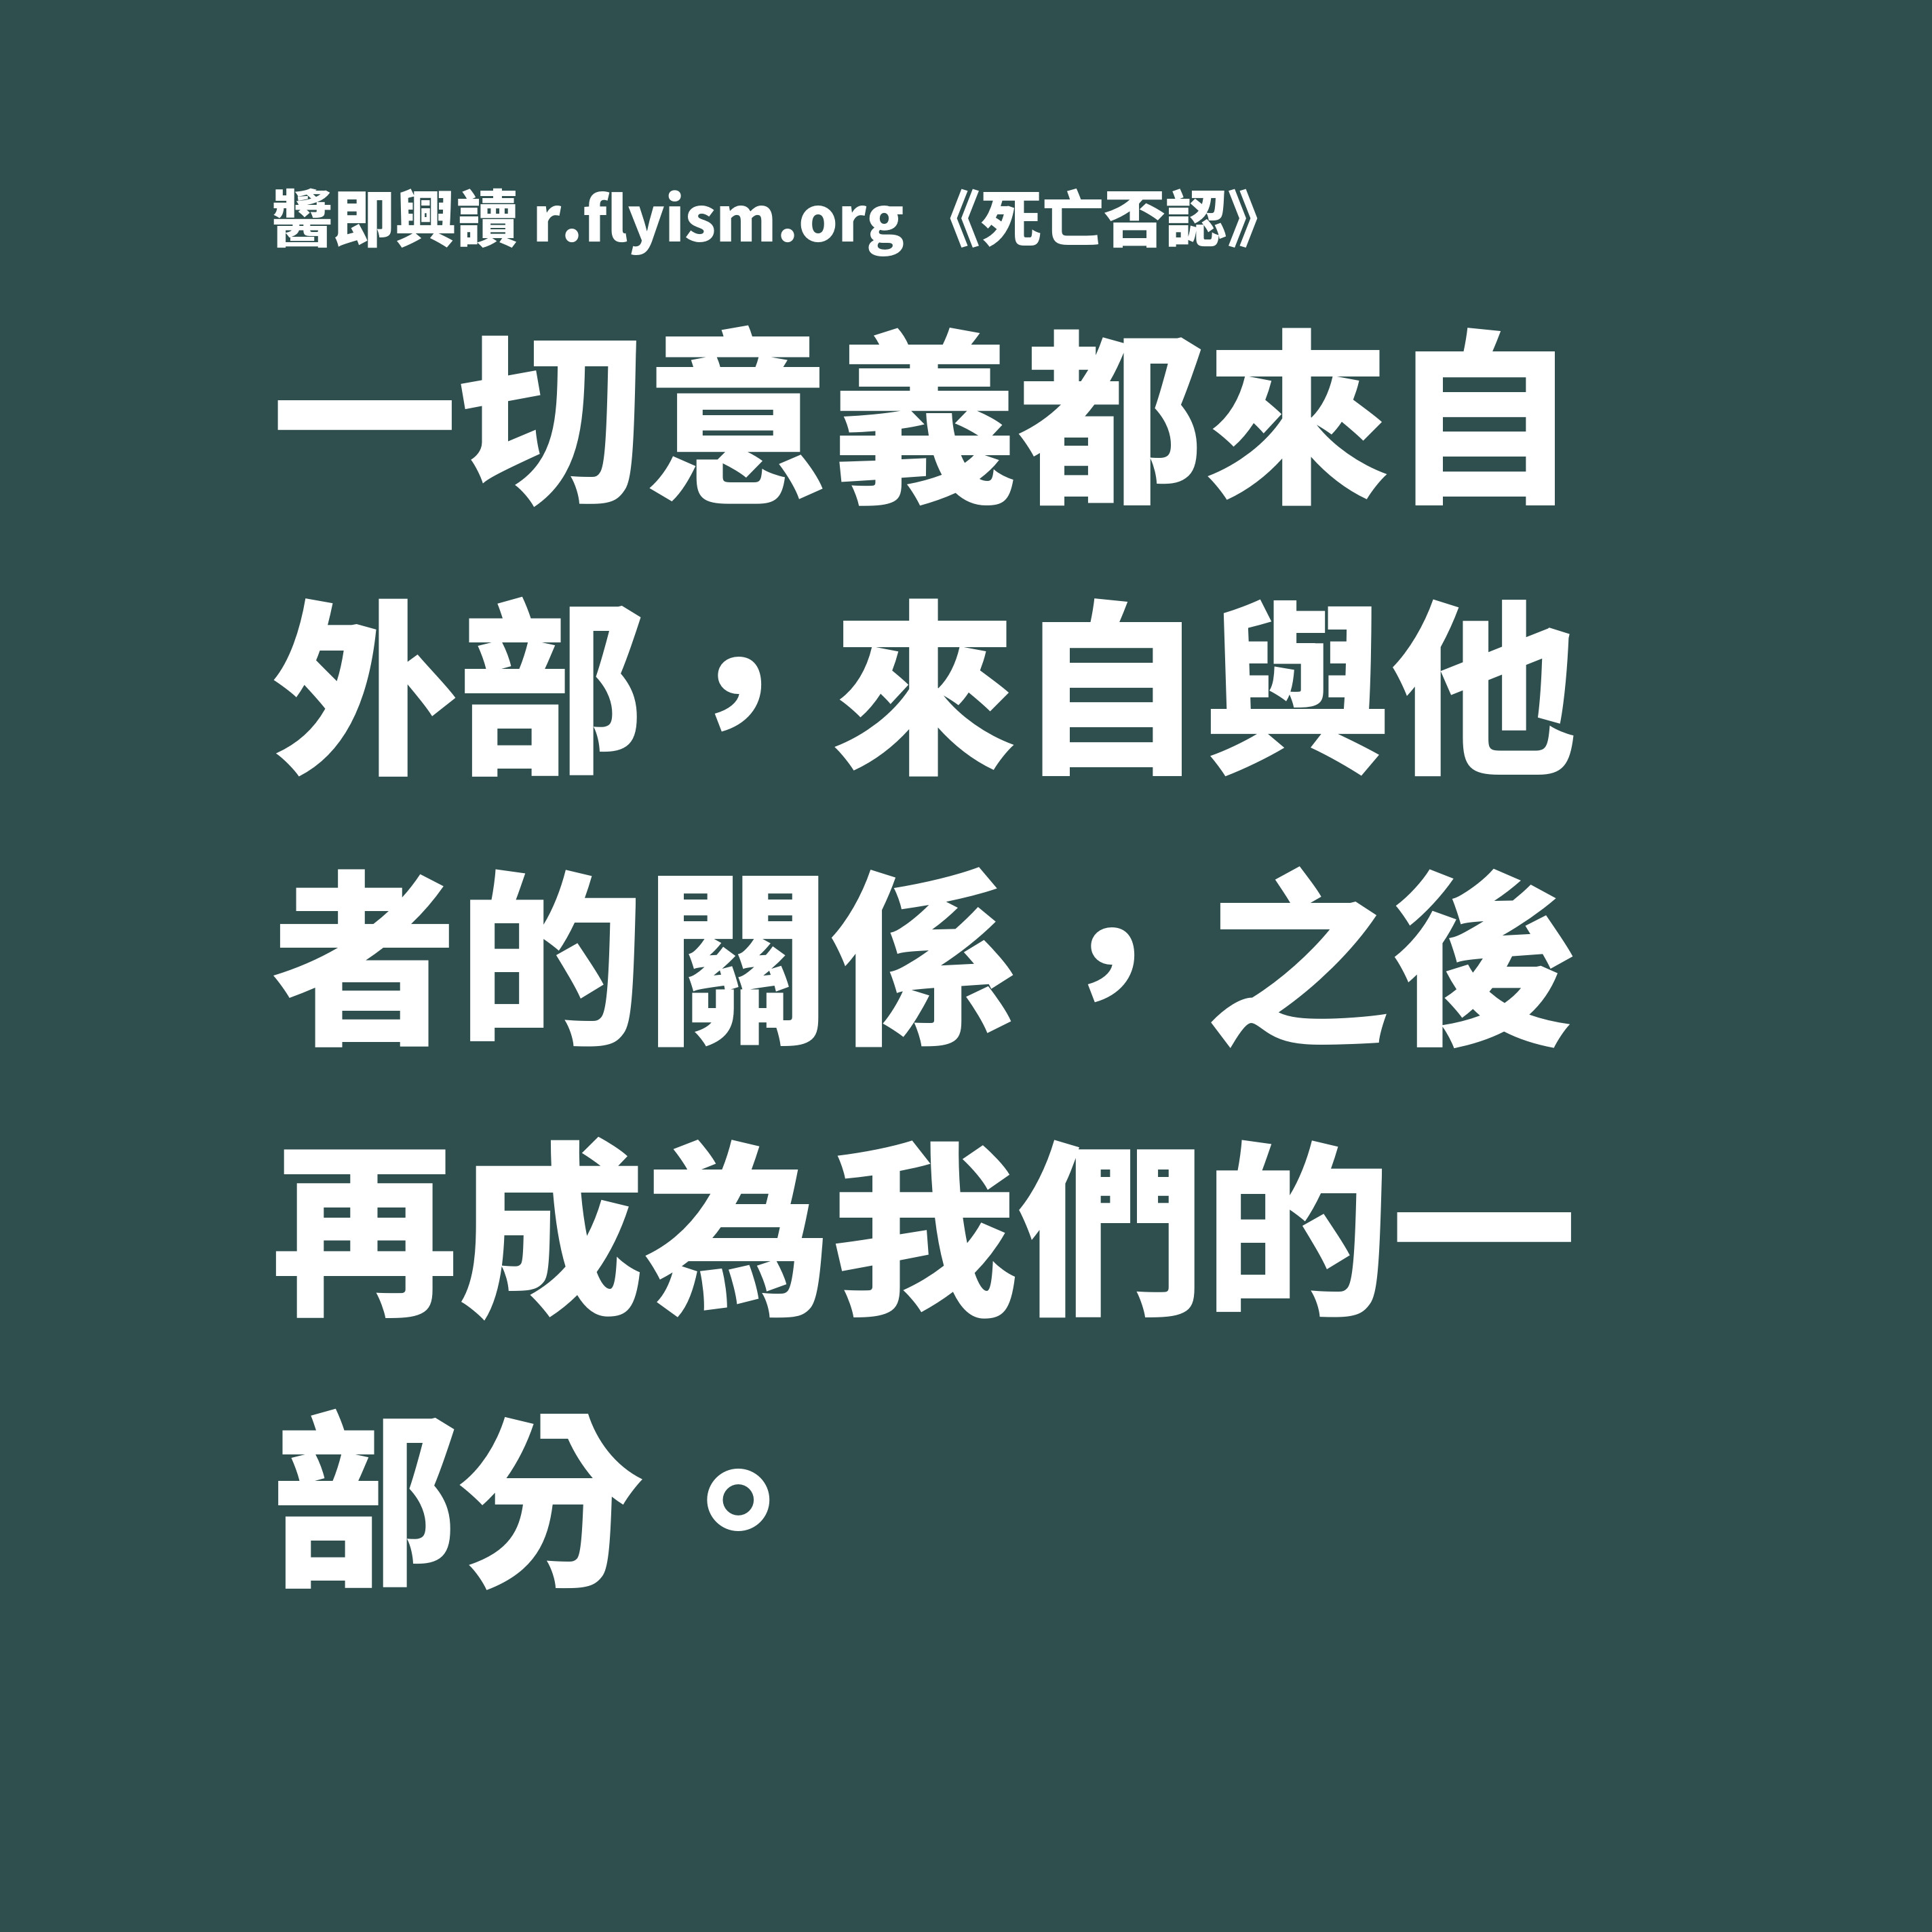 豬即興讀 r.flyism.org《死亡否認》
一切意義都來自
外部，來自與他
者的關係，之後
再成為我們的一
部分。